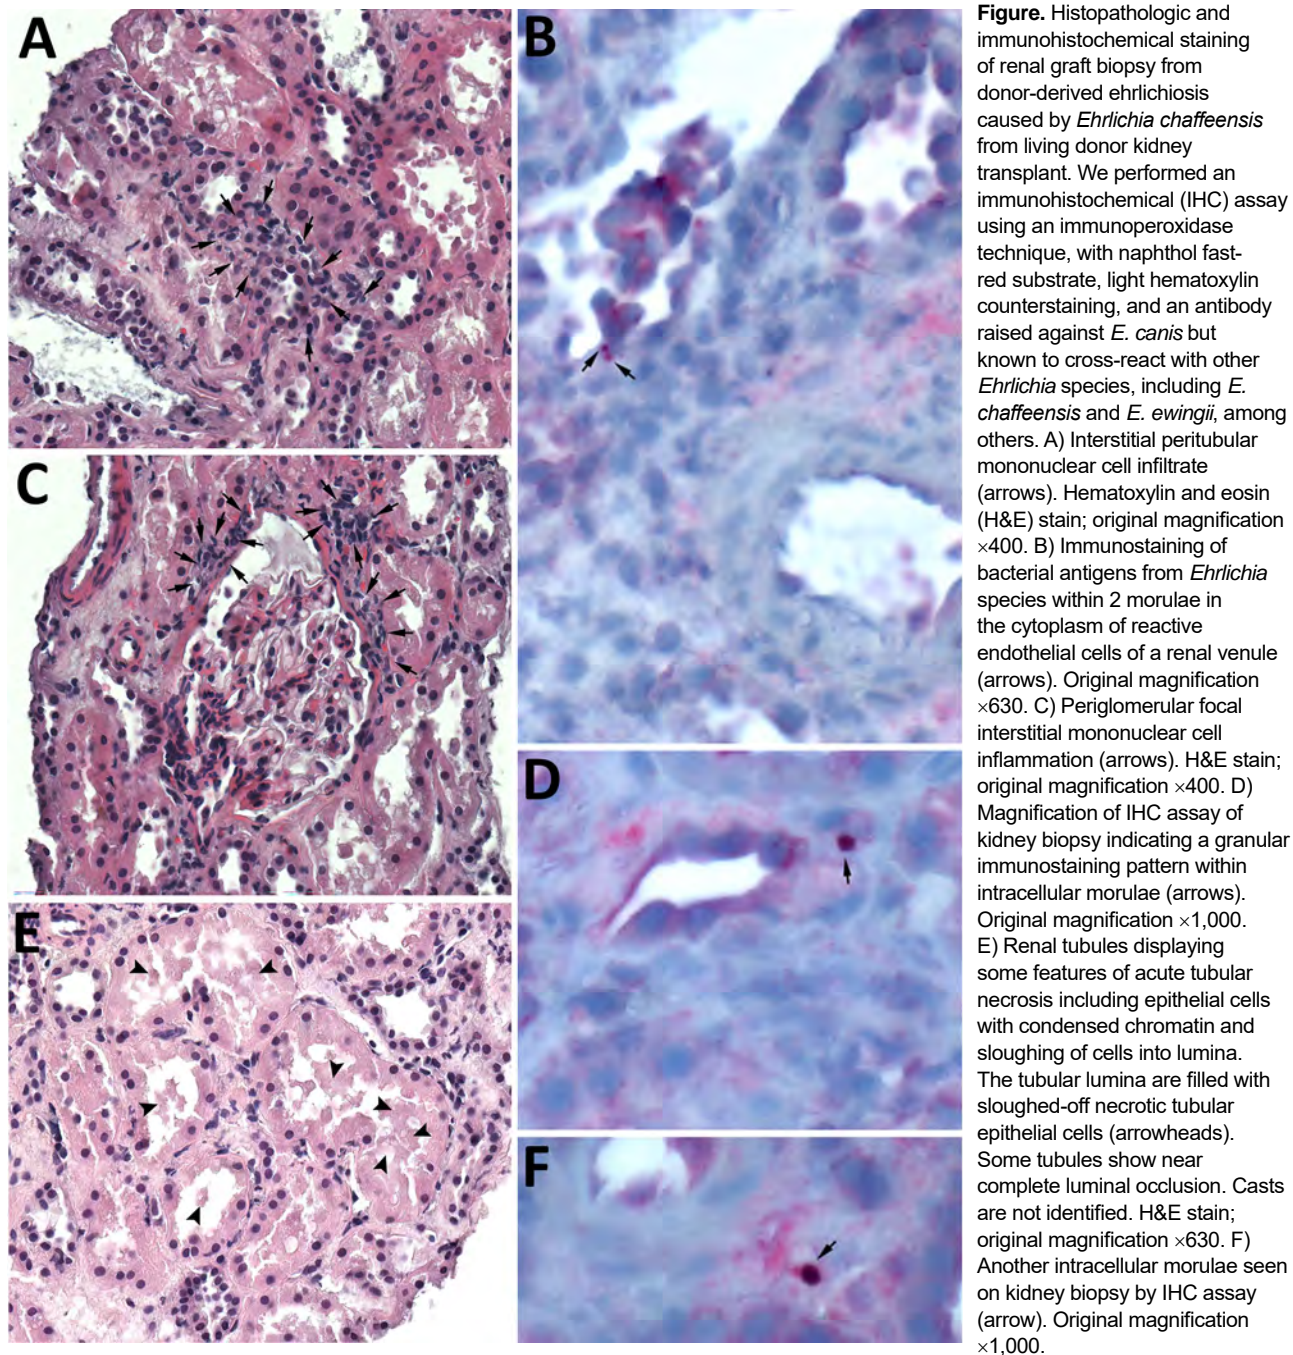 A
B
C
D
E
F
Figure. Histopathologic and
immunohistochemical staining
of renal graft biopsy from
donor-derived ehrlichiosis
caused by Ehrlichia chaffeensis
from living donor kidney
transplant. We performed an
immunohistochemical (IHC) assay
using an immunoperoxidase
technique, with naphthol fast-
red substrate, light hematoxylin
counterstaining, and an antibody
raised against E. canis but
known to cross-react with other
Ehrlichia species, including E.
chaffeensis and E. ewingii, among
others. A) Interstitial peritubular
mononuclear cell infiltrate
(arrows). Hematoxylin and eosin
(H&E) stain; original magnification
×400. B) Immunostaining of
bacterial antigens from Ehrlichia
species within 2 morulae in
the cytoplasm of reactive
endothelial cells of a renal venule
(arrows). Original magnification
×630. C) Periglomerular focal
interstitial mononuclear cell
inflammation (arrows). H&E stain;
original magnification ×400. D)
Magnification of IHC assay of
kidney biopsy indicating a granular
immunostaining pattern within
intracellular morulae (arrows).
Original magnification ×1,000.
E) Renal tubules displaying
some features of acute tubular
necrosis including epithelial cells
with condensed chromatin and
sloughing of cells into lumina.
The tubular lumina are filled with
sloughed-off necrotic tubular
epithelial cells (arrowheads).
Some tubules show near
complete luminal occlusion. Casts
are not identified. H&E stain;
original magnification ×630. F)
Another intracellular morulae seen
on kidney biopsy by IHC assay
(arrow). Original magnification
×1,000.